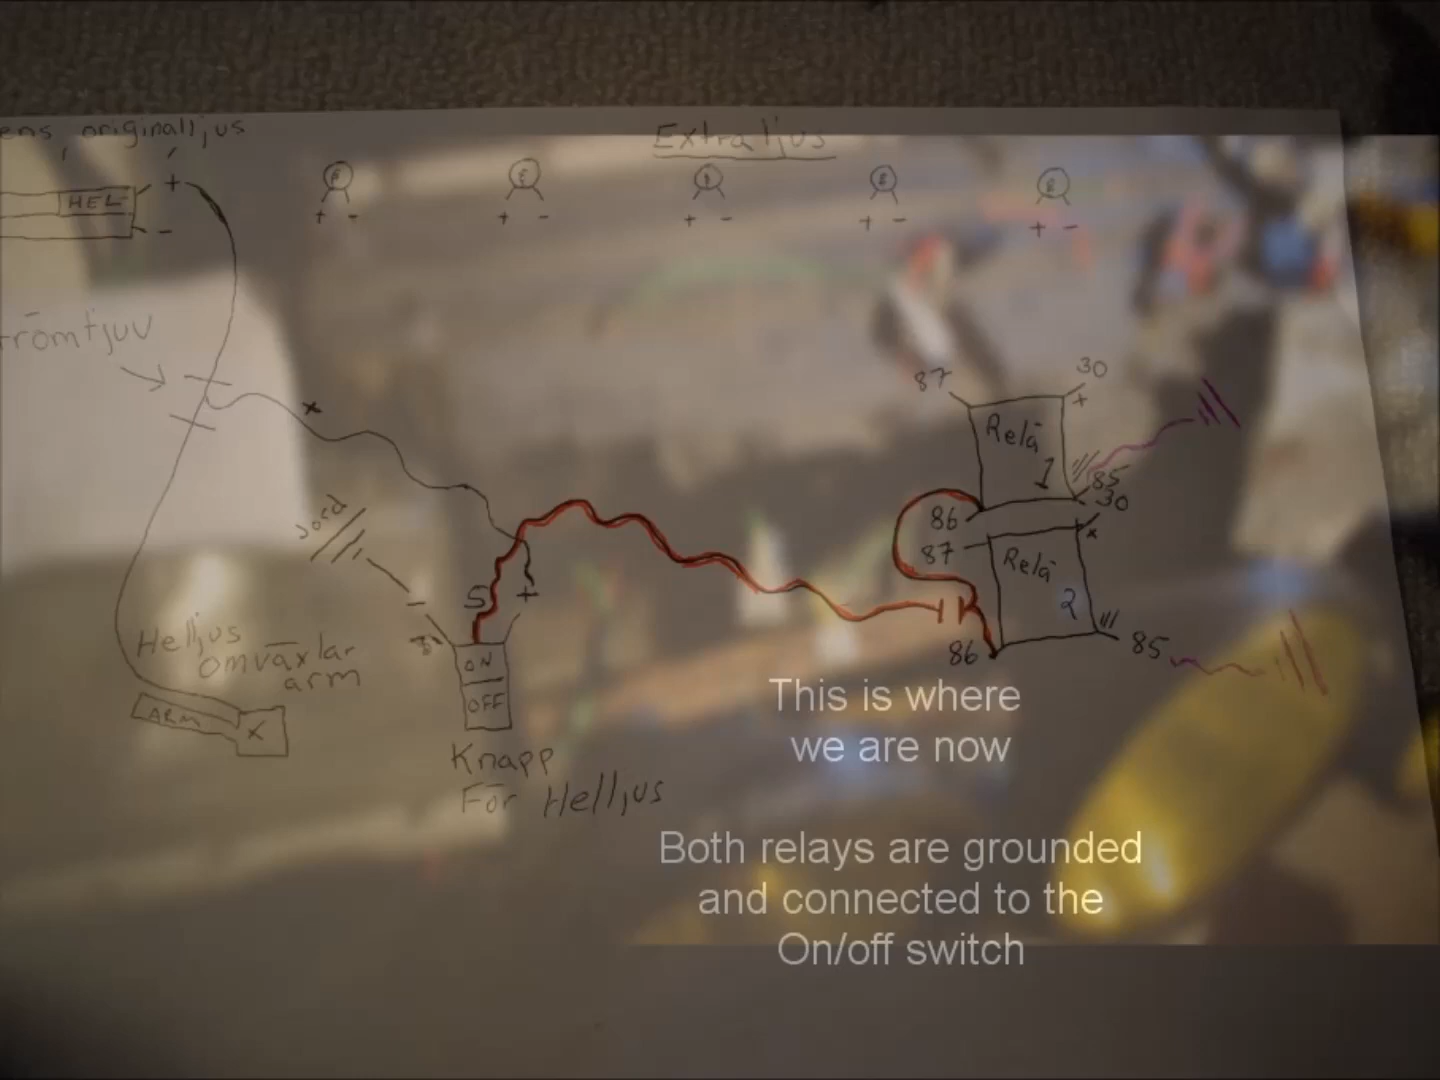 ens originalljus
Extraljus
+
HEL
-
+ -
+ -
+ -
+ -
+ -
römtjuv
x
87
30
+
Relä
1
85
86
30
87
x
Relä
2
86
85
Jord
-
S
+
ON
OFF
Helljus
omväxlar
arm
ARM
X
Knapp
För Helljus
This is where
we are now
Both relays are grounded
and connected to the
On/off switch